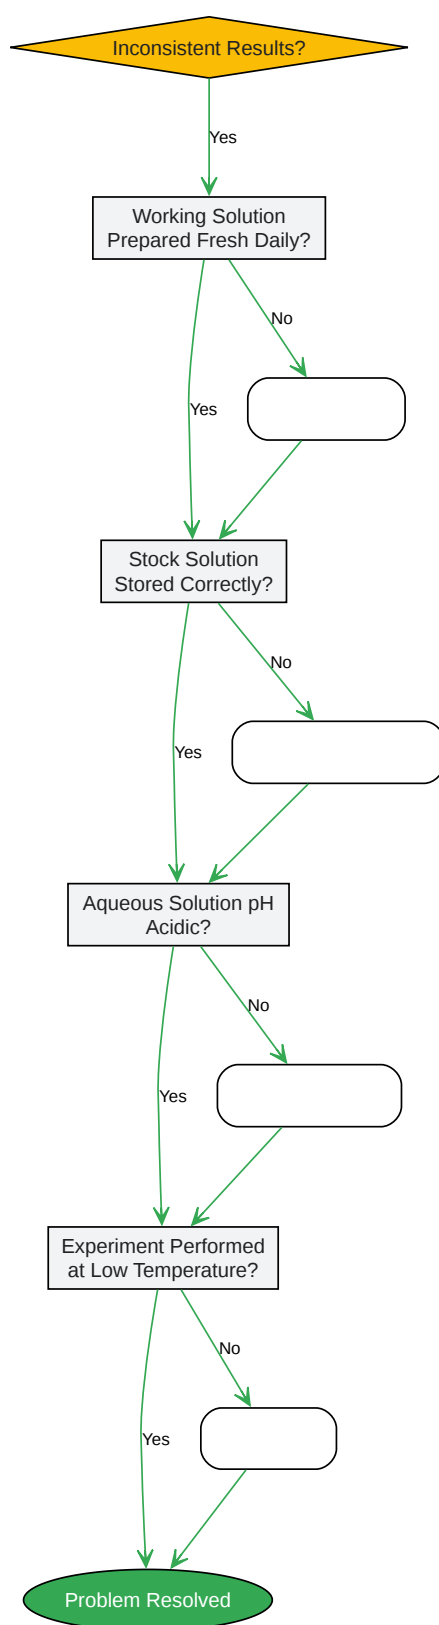 Inconsistent Results?
Yes
Working Solution
Prepared Fresh Daily?
No
Yes
Stock Solution
Stored Correctly?
No
Yes
Aqueous Solution pH
Acidic?
No
Yes
Experiment Performed
at Low Temperature?
No
Yes
Problem Resolved